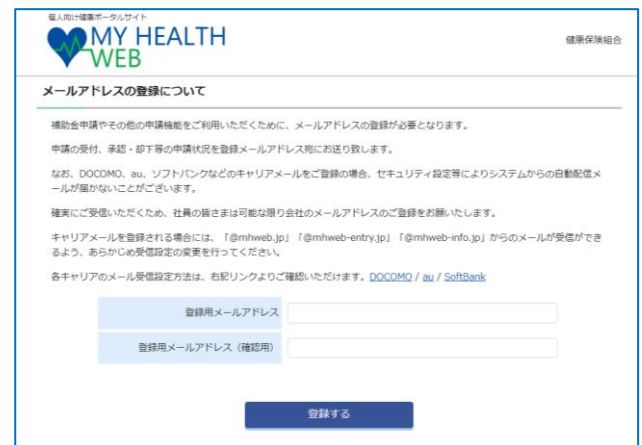 個人向け健康ポータルサイト
MY HEALTH
WEB
健康保険組合
メールアドレスの登録について
補助金申請やその他の申請機能をご利用いただくために、メールアドレスの登録が必要となります。
申請の受付、承認・却下等の申請状況を登録メールアドレス宛にお送り致します。
なお、DOCOMO、au、ソフトバンクなどのキャリアメールをご登録の場合、セキュリティ設定等によりシステムからの自動配信メ
ールが届かないことがございます。
確実にご受信いただくため、社員の皆さまは可能な限り会社のメールアドレスのご登録をお願いいたします。
キャリアメールを登録される場合には、「@mhweb.jp」「@mhweb-entry.jp」「@mhweb-info.jp」からのメールが受信ができ
るよう、あらかじめ受信設定の変更を行ってください。
各キャリアのメール受信設定方法は、右記リンクよりご確認いただけます。DOCOMO / au / SoftBank
登録用メールアドレス
登録用メールアドレス（確認用）
登録する